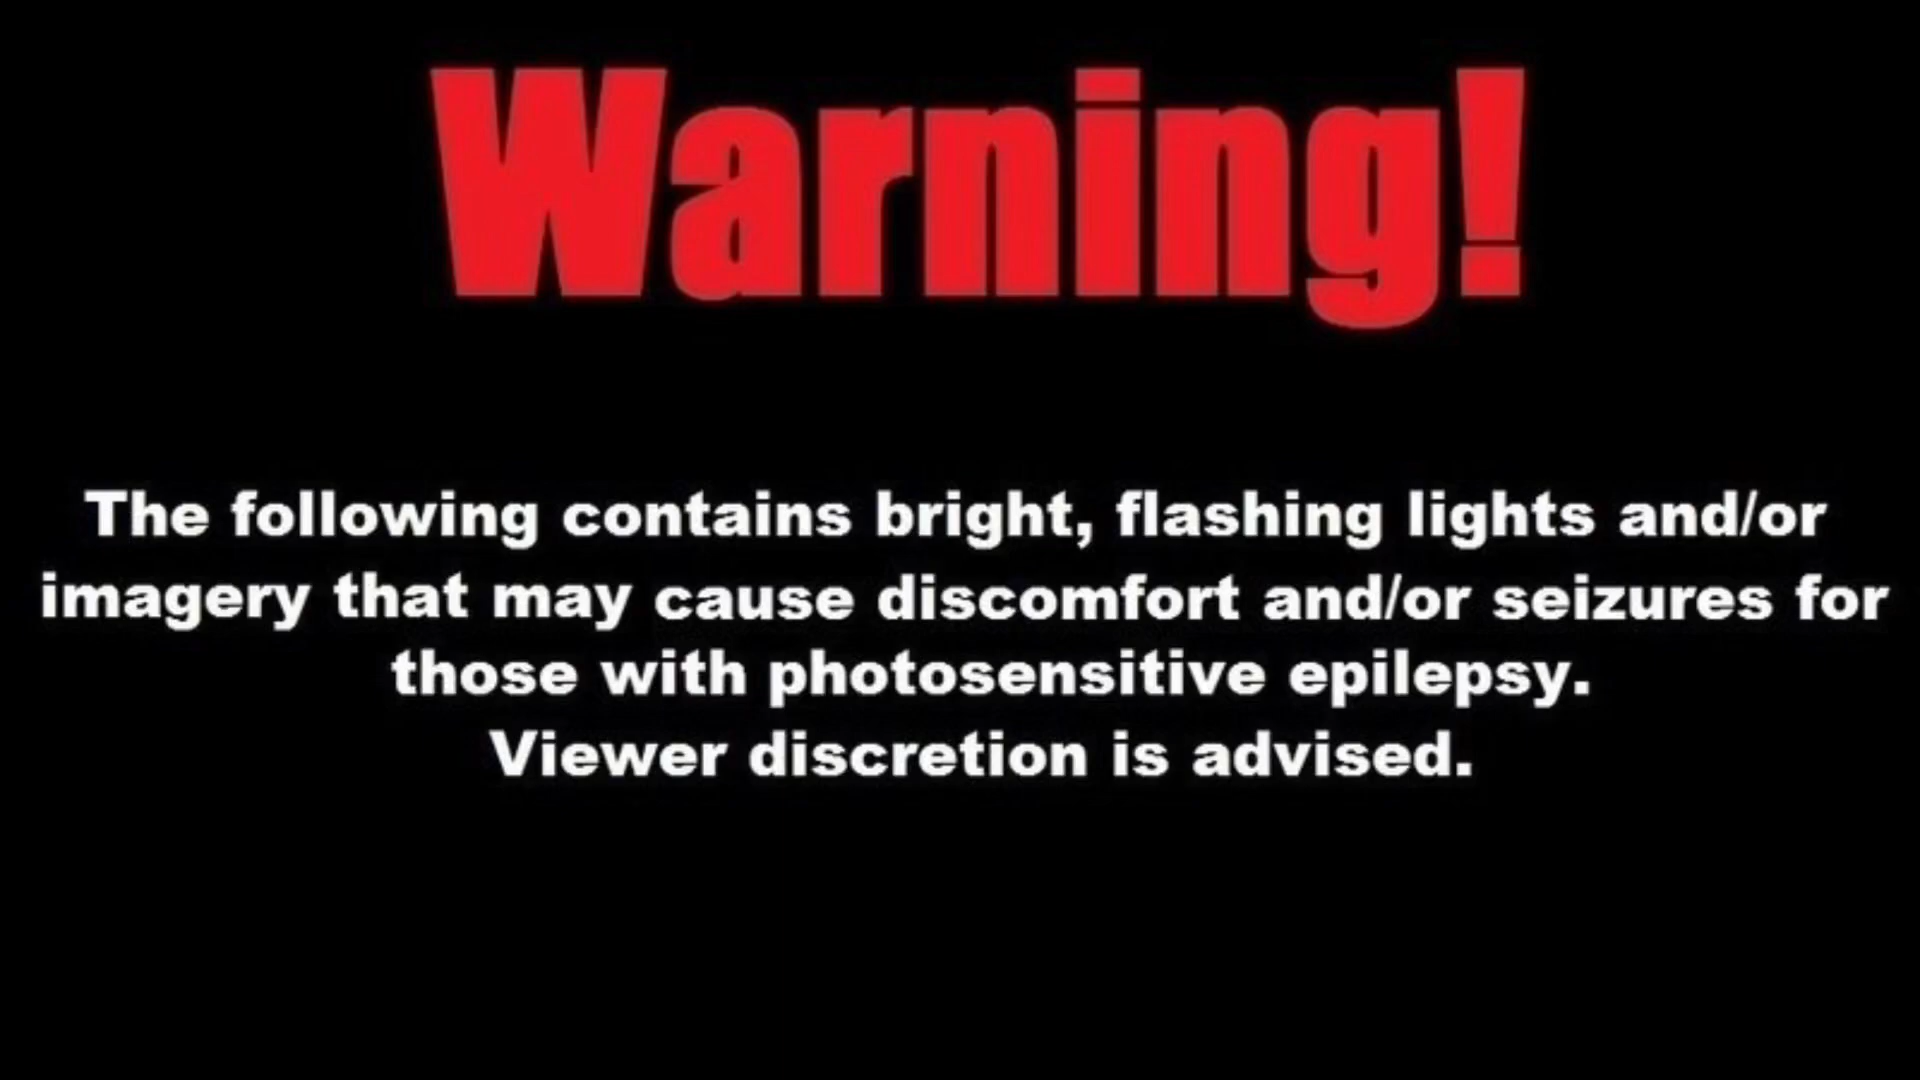 Warning!
The following contains bright, flashing lights and/or
imagery that may cause discomfort and/or seizures for
those with photosensitive epilepsy.
Viewer discretion is advised.